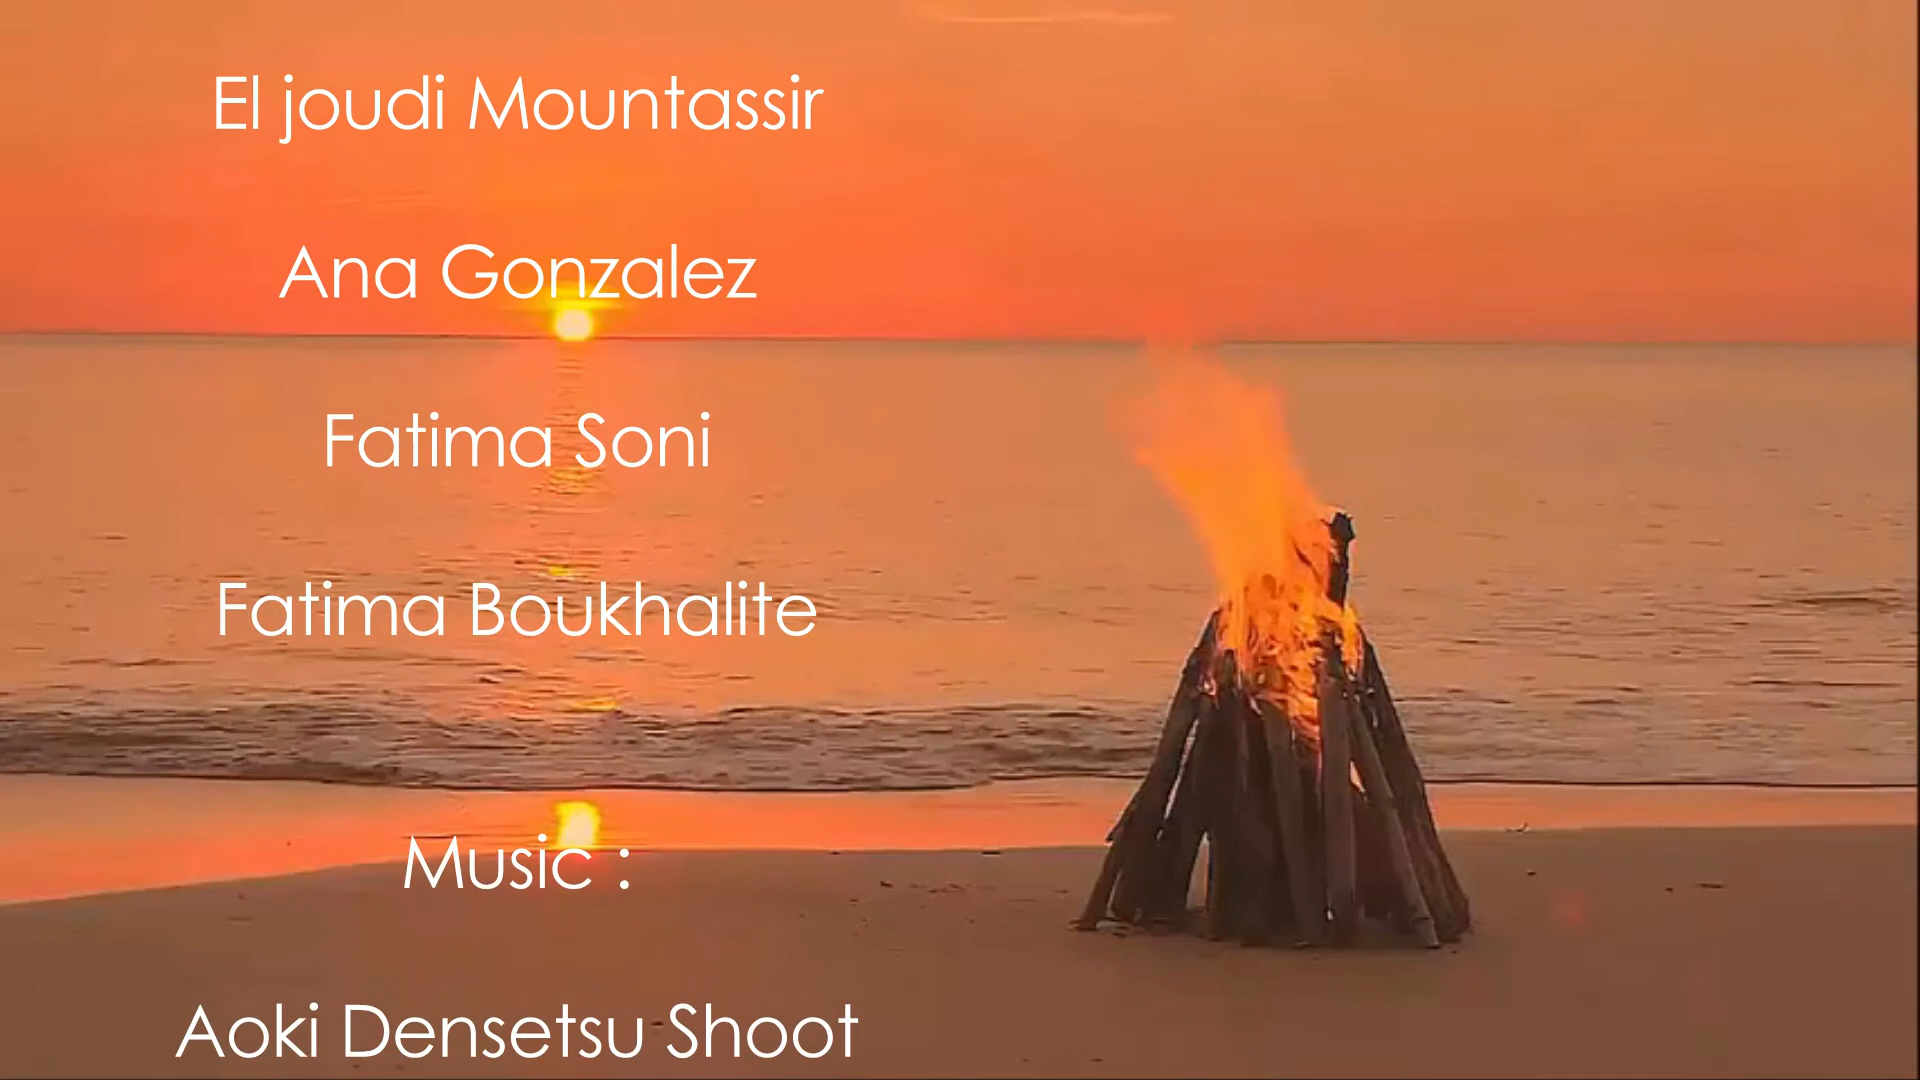 El joudi Mountassir
Ana Gonzalez
Fatima Soni
Fatima Boukhalite
Music :
Aoki Densetsu Shoot